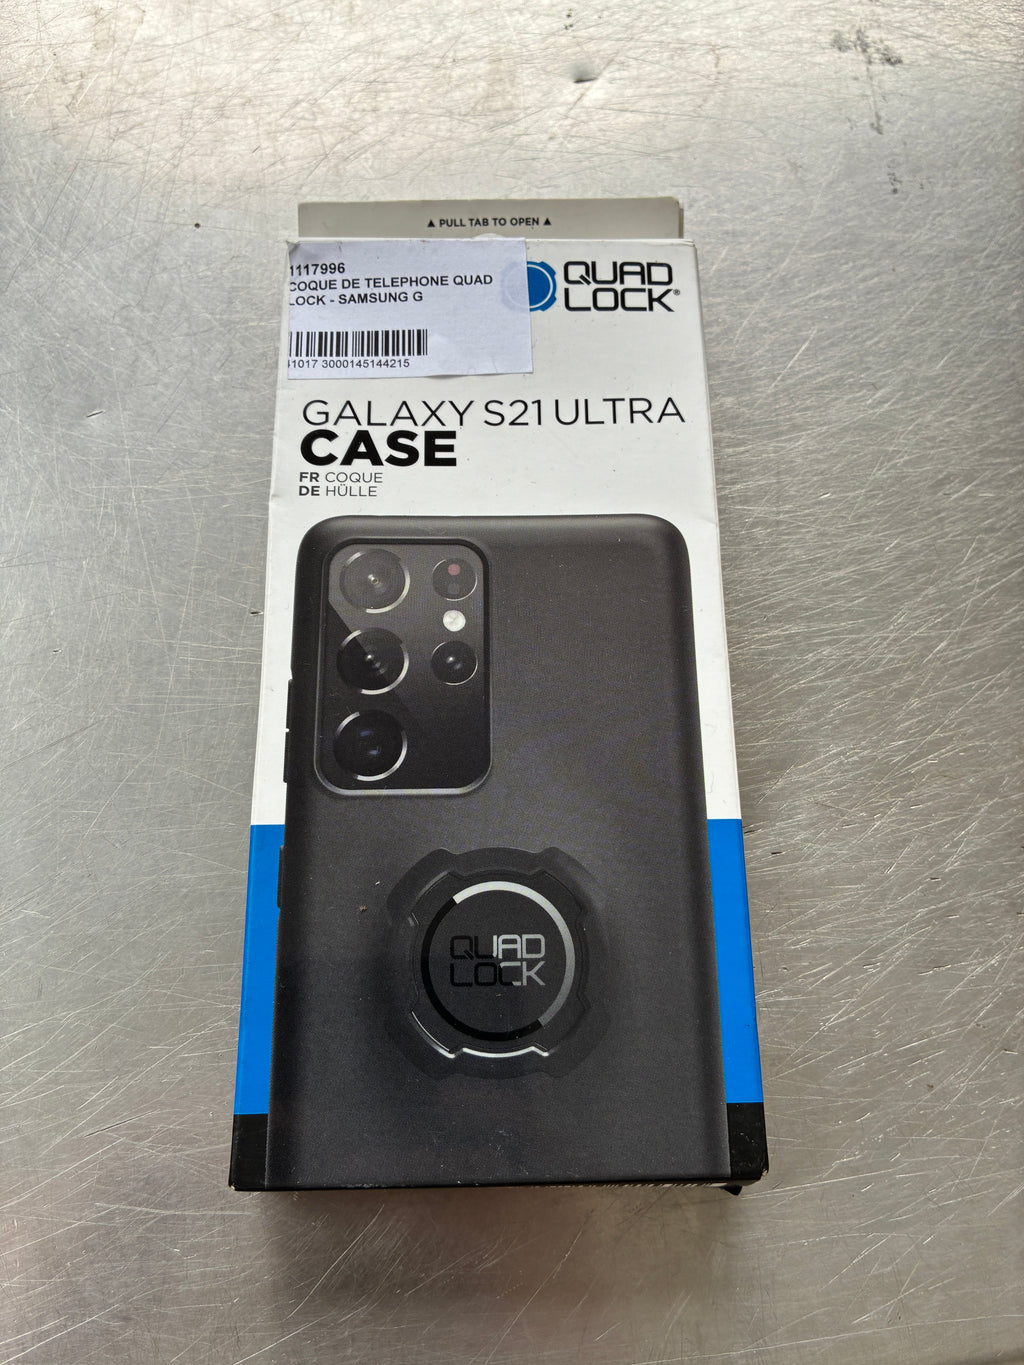 ▲ PULL TAB TO OPEN ▲
1117996
COQUE DE TELEPHONE QUAD
LOCK - SAMSUNG G
41017 3000145144215
QUAD
LOCK®
GALAXY S21 ULTRA
CASE
FR COQUE
DE HÜLLE
QUAD
LOCK